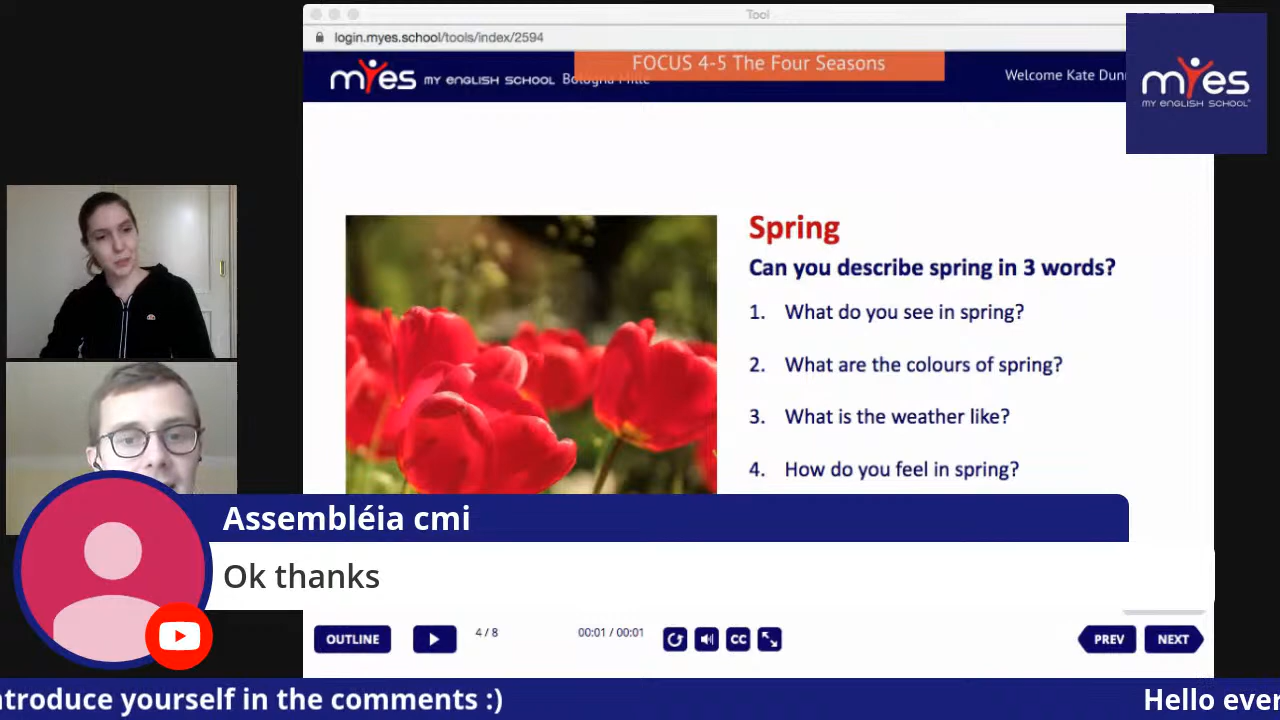 Tool
login.myes.school/tools/index/2594
FOCUS 4-5 The Four Seasons
myes MY ENGLISH SCHOOL Bologna Mille
Welcome Kate
myes
MY ENGLISH SCHOOL
Spring
Can you describe spring in 3 words?
1. What do you see in spring?
2. What are the colours of spring?
3. What is the weather like?
4. How do you feel in spring?
Assembléia cmi
Ok thanks
OUTLINE
4 / 8
00:01 / 00:01
CC
PREV
NEXT
ntroduce yourself in the comments :)
Hello ever